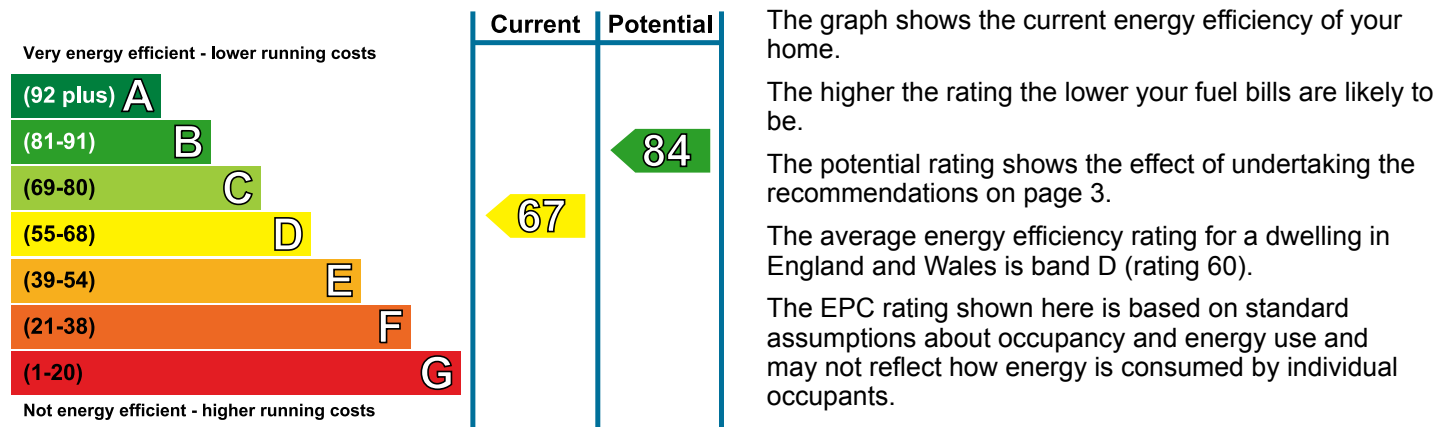 Current Potential
Very energy efficient - lower running costs
(92 plus) A
(81-91) B
84
(69-80) C
67
(55-68) D
(39-54) E
(21-38) F
(1-20) G
Not energy efficient - higher running costs
The graph shows the current energy efficiency of your
home.
The higher the rating the lower your fuel bills are likely to
be.
The potential rating shows the effect of undertaking the
recommendations on page 3.
The average energy efficiency rating for a dwelling in
England and Wales is band D (rating 60).
The EPC rating shown here is based on standard
assumptions about occupancy and energy use and
may not reflect how energy is consumed by individual
occupants.